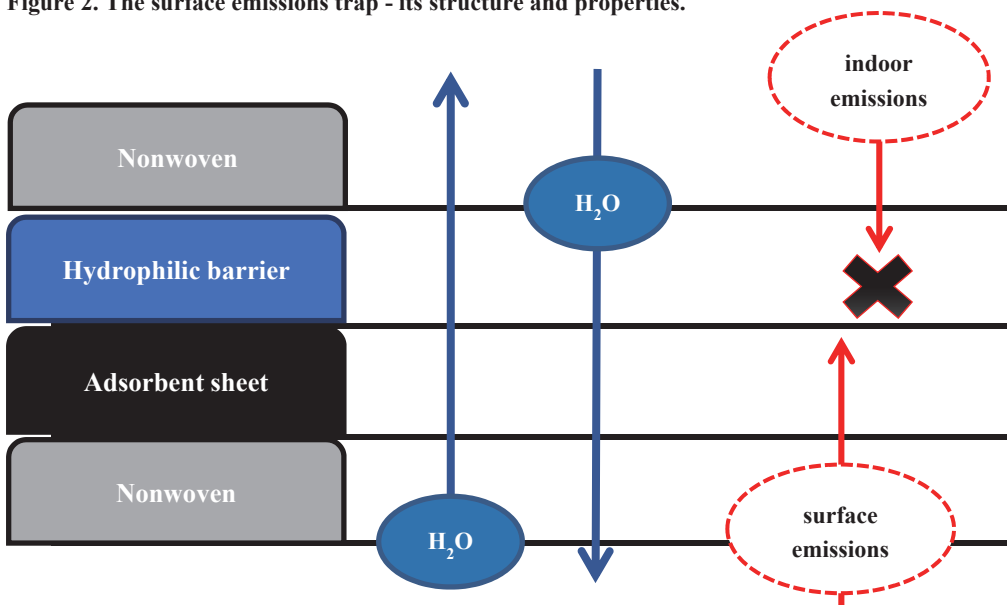 Figure 2. The surface emissions trap - its structure and properties.
indoor
emissions
Nonwoven
H₂O
Hydrophilic barrier
Adsorbent sheet
Nonwoven
surface
emissions
H₂O